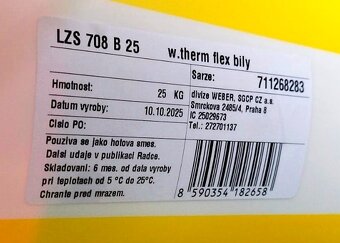 LZS 708 B 25
w.therm flex bily
Sarze: 711268283
Hmotnost: 25 KG
Datum vyroby: 10.10.2025
Cislo PO:
divize WEBER, SGCP CZ a.s.
Smrckova 2485/4, Praha 8
IC 25029673
Tel.: 272701137
Pouziva se jako hotova smes.
Dalsi udaje v publikaci Radce.
Skladovani: 6 mes. od data vyroby
pri teplotach od 5 °C do 25°C.
Chrante pred mrazem.
8 590354 182658